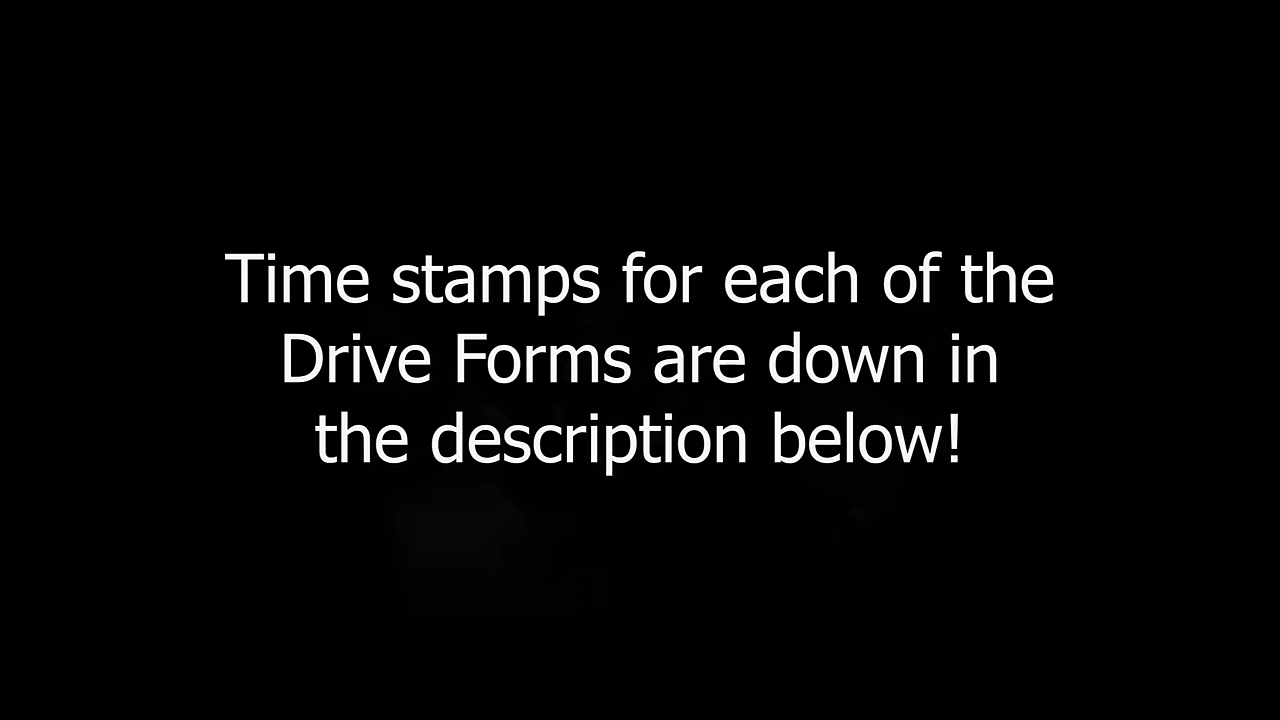 Time stamps for each of the
Drive Forms are down in
the description below!